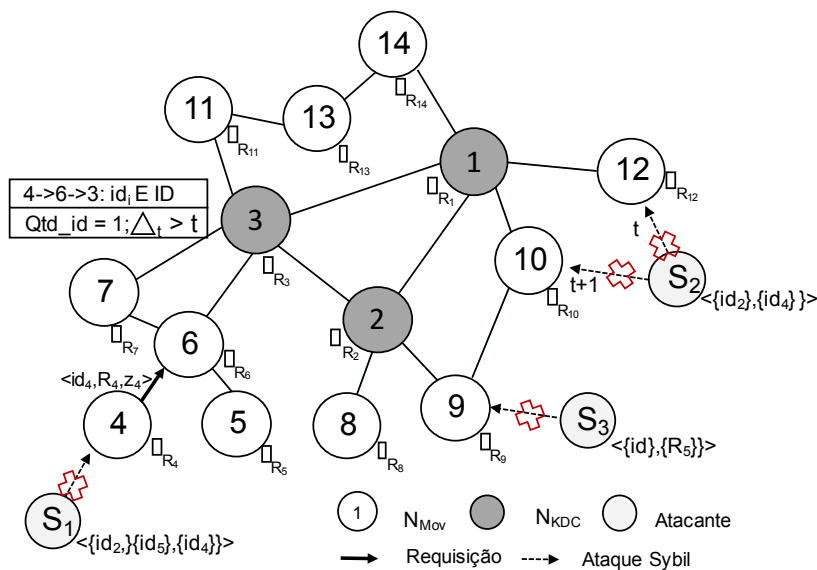 14
▯R14
11
▯R11
13
▯R13
1
▯R1
12
▯R12
4->6->3: idi E ID
Qtd_id = 1; △t > t
3
▯R3
t
10
▯R10
t+1
S2
<{id2},{id4} }>
7
▯R7
2
▯R2
6
▯R6
<id4,R4,z4>
4
▯R4
5
▯R5
8
▯R8
9
▯R9
S3
<{id},{R5}}>
S1
<{id2,}{id5},{id4}}>
1 NMov NKDC Atacante
Requisição Ataque Sybil